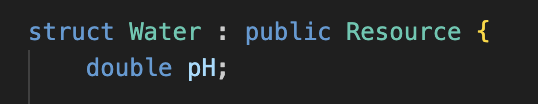 struct Water : public Resource {
    double pH;